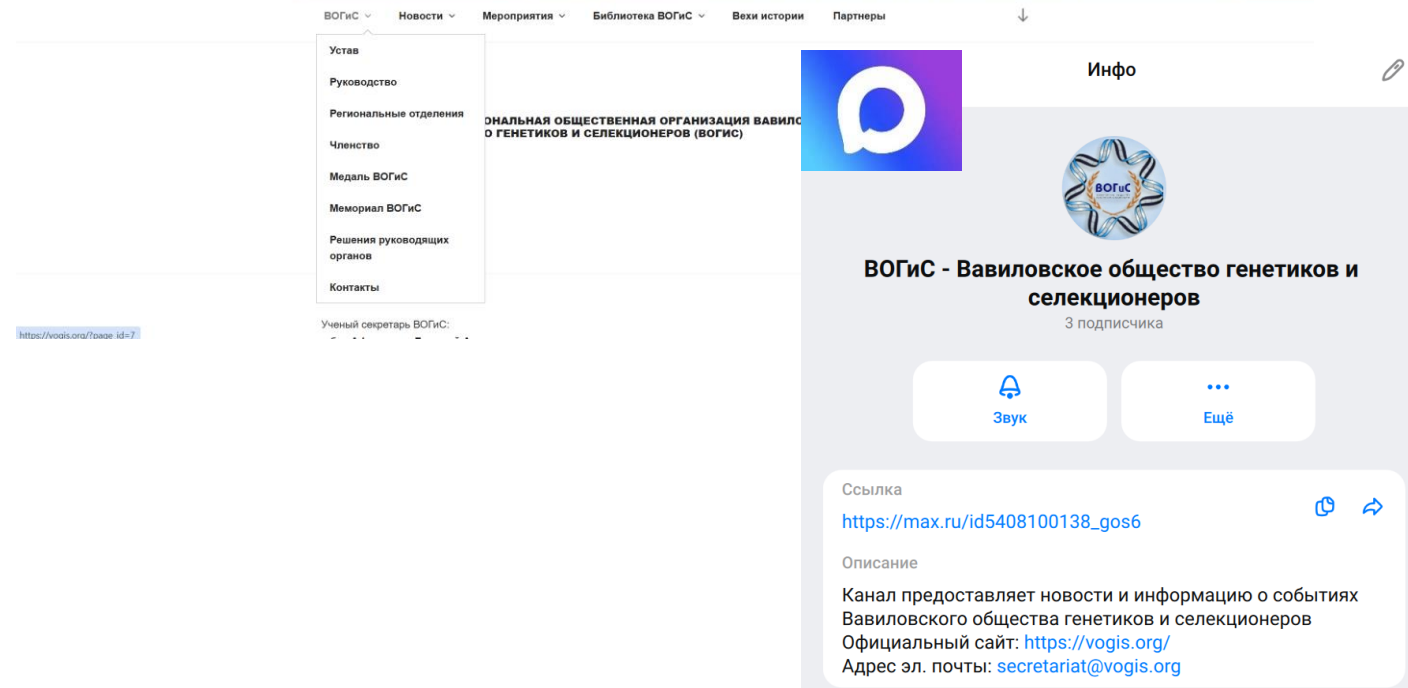 ВОГиС Новости Мероприятия Библиотека ВОГиС Вехи истории Партнеры
Устав
Руководство
Региональные отделения
Членство
Медаль ВОГиС
Мемориал ВОГиС
Решения руководящих
органов
Контакты
ОНАЛЬНАЯ ОБЩЕСТВЕННАЯ ОРГАНИЗАЦИЯ ВАВИЛО
О ГЕНЕТИКОВ И СЕЛЕКЦИОНЕРОВ (ВОГИС)
Ученый секретарь ВОГиС:
https://vogis.org/?page_id=7
Инфо
ВОГиС
ВОГиС - Вавиловское общество генетиков и
селекционеров
3 подписчика
Звук
Ещё
Ссылка
https://max.ru/id5408100138_gos6
Описание
Канал предоставляет новости и информацию о событиях
Вавиловского общества генетиков и селекционеров
Официальный сайт: https://vogis.org/
Адрес эл. почты: secretariat@vogis.org